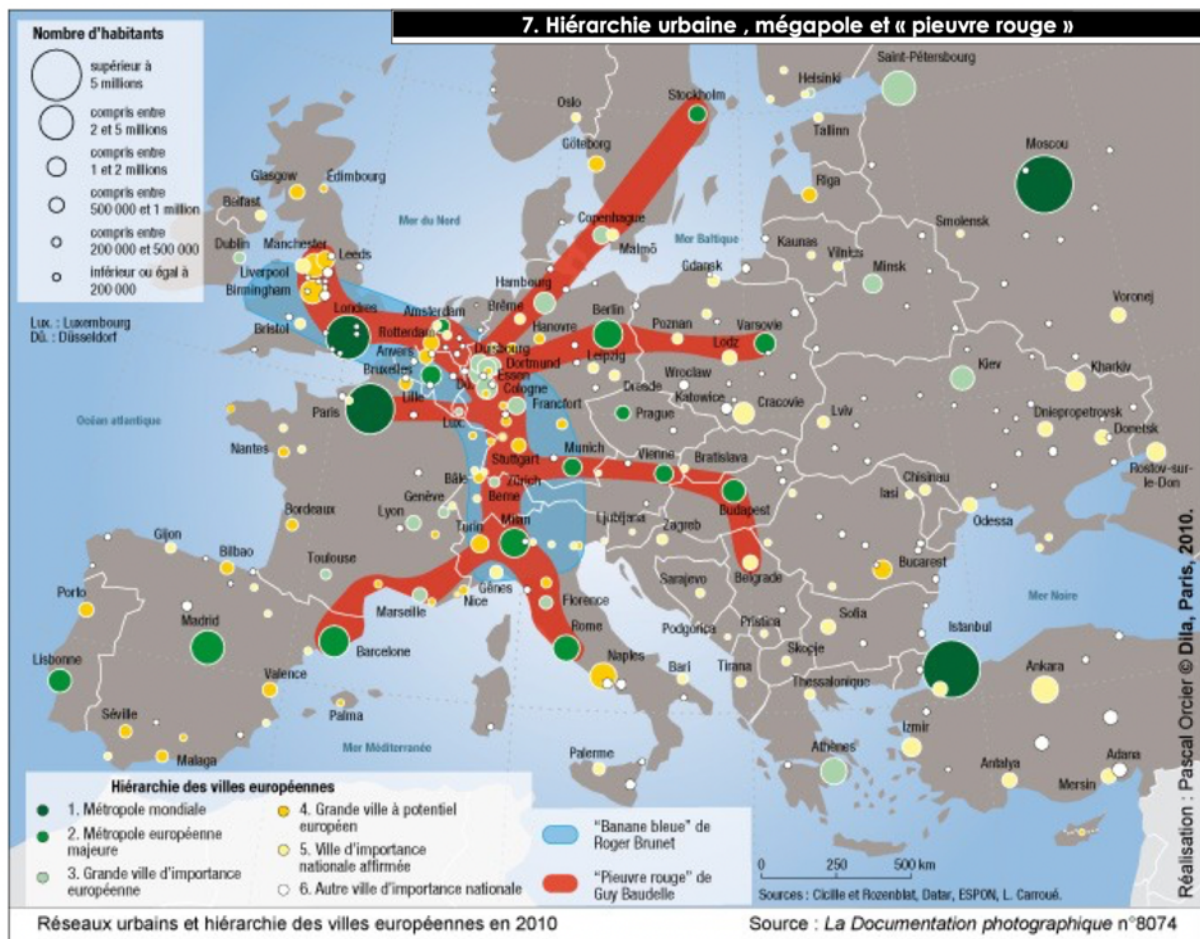 7. Hiérarchie urbaine , mégapole et « pieuvre rouge »
Nombre d'habitants
supérieur à
5 millions
compris entre
2 et 5 millions
compris entre
1 et 2 millions
compris entre
500 000 et 1 million
compris entre
200 000 et 500 000
inférieur ou égal à
200 000
Lux. : Luxembourg
Dû. : Düsseldorf
Saint-Pétersbourg
Helsinki
Stockholm
Oslo
Tallinn
Göteborg
Moscou
Glasgow
Édimbourg
Riga
Belfast
Mer du Nord
Copenhague
Smolensk
Dublin
Manchester
Leeds
Malmö
Mer Baltique
Kaunas
Vilnius
Liverpool
Gdansk
Minsk
Birmingham
Hambourg
Londres
Amsterdam
Brême
Berlin
Voronej
Bristol
Rotterdam
Hanovre
Poznan
Varsovie
Anvers
Duisbourg
Lodz
Bruxelles
Dortmund
Leipzig
Essen
Wroclaw
Kiev
Kharkiv
Lille
Dü.
Cologne
Dresde
Katowice
Paris
Francfort
Prague
Cracovie
Lviv
Dniepropetrovsk
Océan atlantique
Lux.
Donetsk
Nantes
Munich
Vienne
Bratislava
Stuttgart
Rostov-sur-
le-Don
Bâle
Zürich
Chisinau
Genève
Berne
Iasi
Budapest
Bordeaux
Lyon
Turin
Milan
Ljubljana
Zagreb
Odessa
Gijon
Bilbao
Toulouse
Bucarest
Belgrade
Porto
Gênes
Sarajevo
Marseille
Nice
Florence
Mer Noire
Madrid
Sofia
Rome
Podgorica
Pristica
Istanbul
Lisbonne
Barcelone
Skopje
Naples
Bari
Tirana
Ankara
Valence
Thessalonique
Palma
Izmir
Séville
Mer Méditerranée
Palerme
Athènes
Malaga
Antalya
Adana
Mersin
Hiérarchie des villes européennes
1. Métropole mondiale
2. Métropole européenne
majeure
3. Grande ville d'importance
européenne
4. Grande ville à potentiel
européen
5. Ville d'importance
nationale affirmée
6. Autre ville d'importance nationale
"Banane bleue" de
Roger Brunet
"Pieuvre rouge" de
Guy Baudelle
0 250 500 km
Sources : Cicille et Rozenblat, Datar, ESPON, L. Carroué.
Réalisation : Pascal Orcier © Dila, Paris, 2010.
Réseaux urbains et hiérarchie des villes européennes en 2010
Source : La Documentation photographique n°8074